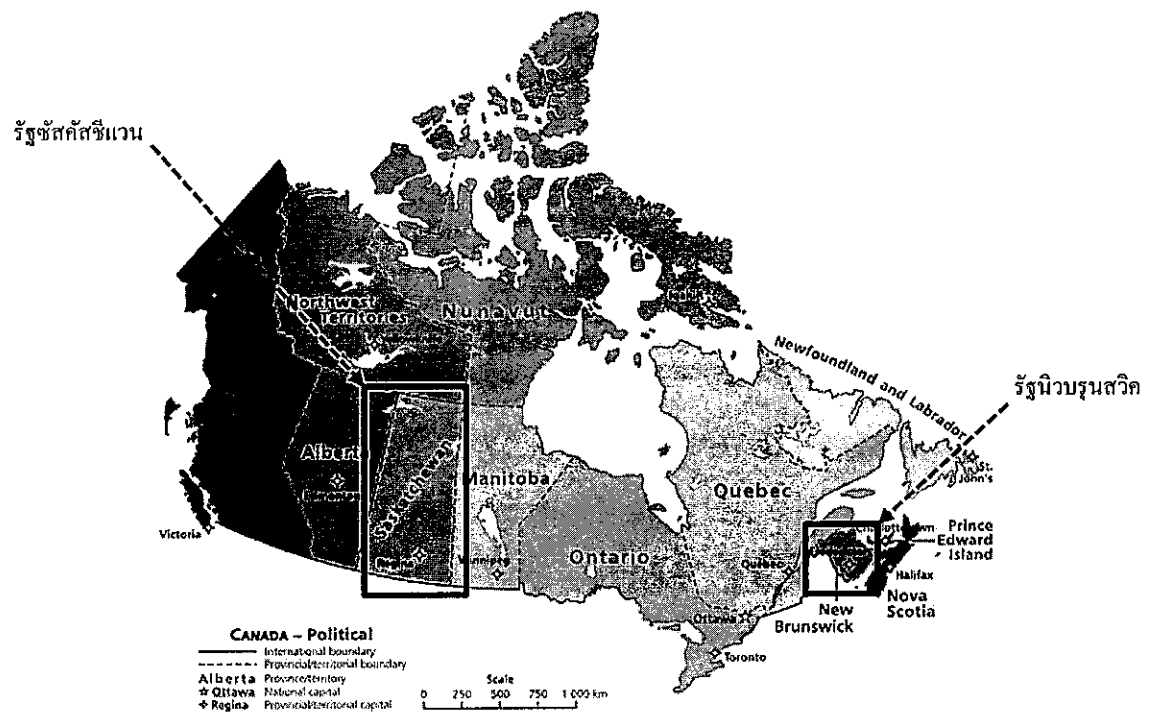 รัฐซัสคัสชีแวน
Northwest
Territories
Nunavut
Newfoundland and Labrador
รัฐนิวบรุนสวิค
Alberta
Saskatchewan
Manitoba
Quebec
St.
John's
Victoria
Prince
Edward
Island
Ontario
Regina
Winnipeg
Québec
Halifax
Nova
Scotia
New
Brunswick
Ottawa
Toronto
CANADA – Political
International boundary
Provincial/territorial boundary
Alberta Province/territory
Ottawa National capital
Regina Provincial/territorial capital
Scale
0 250 500 750 1 000 km